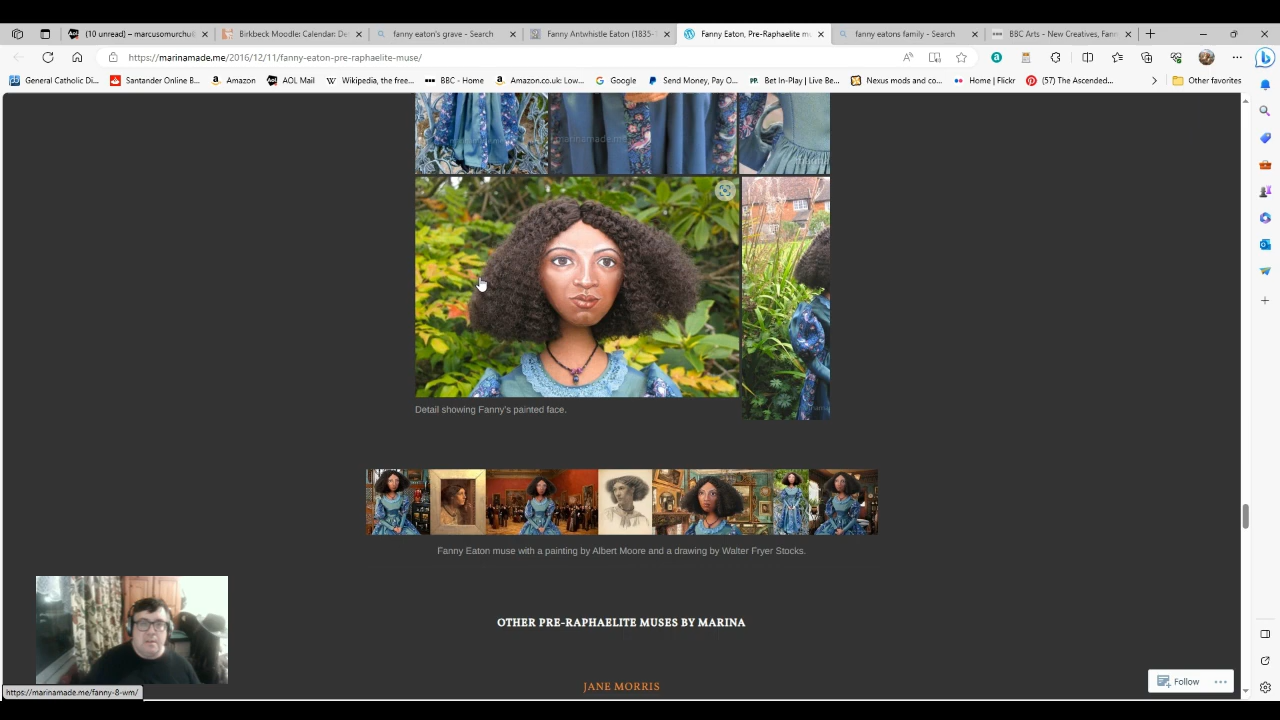 (10 unread) – marcusomurchu
Birkbeck Moodle: Calendar: De
fanny eaton's grave - Search
Fanny Antwhistle Eaton (1835-1
Fanny Eaton, Pre-Raphaelite mu
fanny eatons family - Search
BBC Arts - New Creatives, Fann
https://marinamade.me/2016/12/11/fanny-eaton-pre-raphaelite-muse/
General Catholic Di...
Santander Online B...
Amazon
AOL Mail
Wikipedia, the free...
BBC - Home
Amazon.co.uk: Low...
Google
Send Money, Pay O...
Bet In-Play | Live Be...
Nexus mods and co...
Home | Flickr
(57) The Ascended...
Other favorites
Detail showing Fanny's painted face.
Fanny Eaton muse with a painting by Albert Moore and a drawing by Walter Fryer Stocks.
OTHER PRE-RAPHAELITE MUSES BY MARINA
JANE MORRIS
Follow
https://marinamade.me/fanny-8-wm/